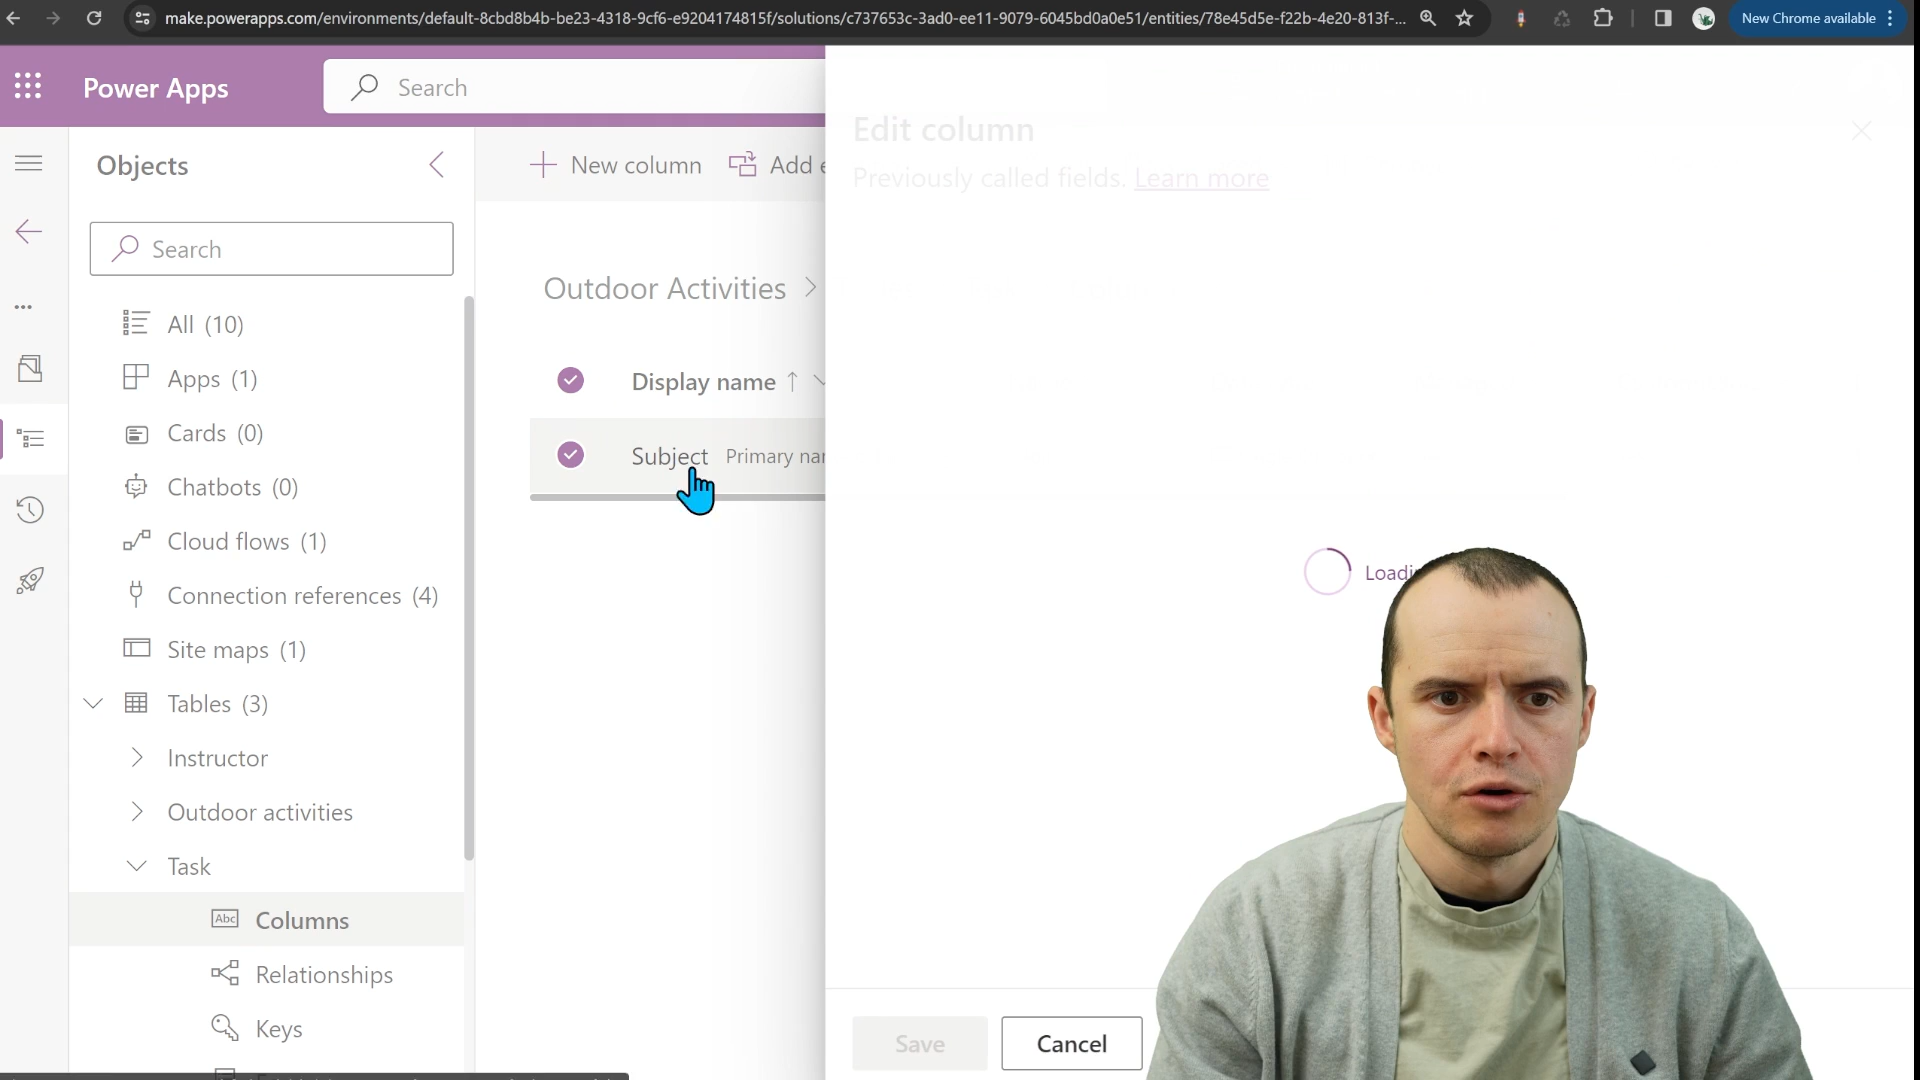 make.powerapps.com/environments/default-8cbd8b4b-be23-4318-9cf6-e9204174815f/solutions/c737653c-3ad0-ee11-9079-6045bd0a0e51/entities/78e45d5e-f22b-4e20-813f-...
New Chrome available
Power Apps
Search
Objects
Search
All (10)
Apps (1)
Cards (0)
Chatbots (0)
Cloud flows (1)
Connection references (4)
Site maps (1)
Tables (3)
Instructor
Outdoor activities
Task
Abc Columns
Relationships
Keys
New column
Add e
Outdoor Activities >
Display name
Subject Primary nar
Edit column
Previously called fields. Learn more
Loadi
Save
Cancel